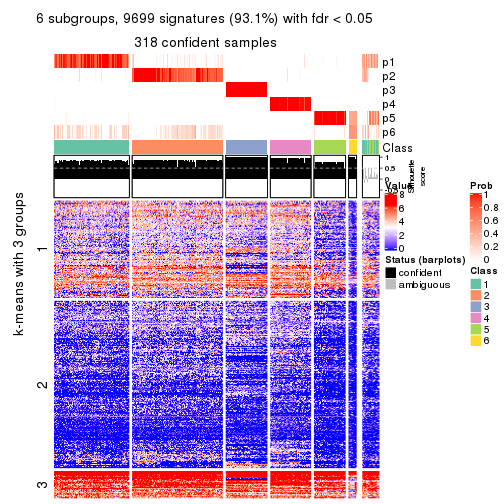 6 subgroups, 9699 signatures (93.1%) with fdr < 0.05
318 confident samples
p1
p2
p3
p4
p5
p6
Class
1
0.5
0
-0.5
Silhouette
score
k-means with 3 groups
1
2
3
Value
8
6
4
2
0
Status (barplots)
confident
ambiguous
Prob
1
0.8
0.6
0.4
0.2
0
Class
1
2
3
4
5
6